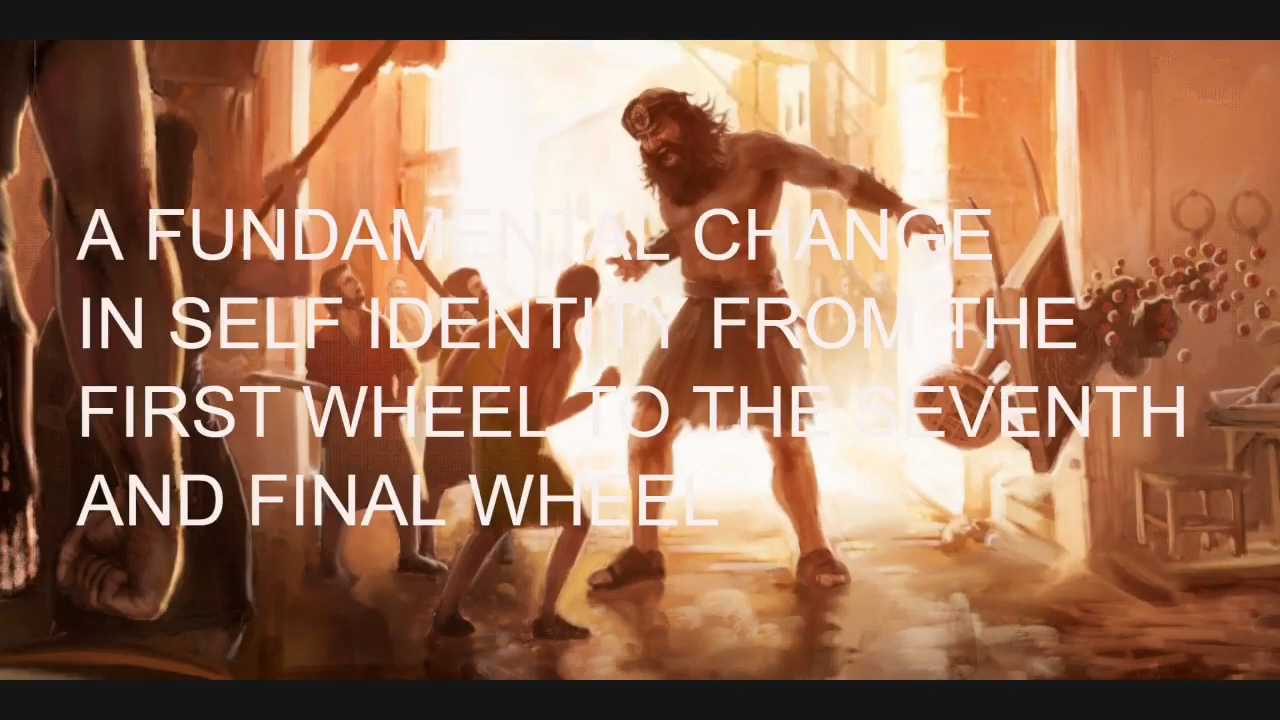 A FUNDAMENTAL CHANGE
IN SELF IDENTITY FROM THE
FIRST WHEEL TO THE SEVENTH
AND FINAL WHEEL